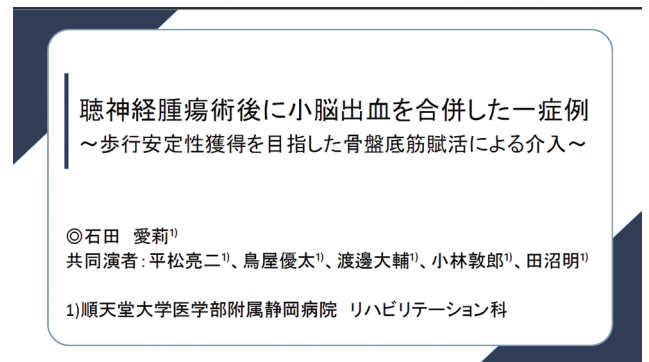 聴神経腫瘍術後に小脳出血を合併した一症例
～歩行安定性獲得を目指した骨盤底筋賦活による介入～
◎石田　愛莉1)
共同演者：平松亮二1)、鳥屋優太1)、渡邊大輔1)、小林敦郎1)、田沼明1)
1)順天堂大学医学部附属静岡病院　リハビリテーション科